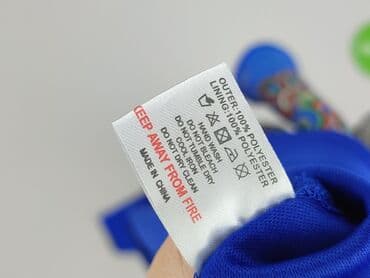 OUTER:100% POLYESTER
LINING:100% POLYESTER
HAND WASH
DO NOT BLEACH
DO NOT TUMBLE DRY
COOL IRON
DO NOT DRY CLEAN
KEEP AWAY FROM FIRE
MADE IN CHINA